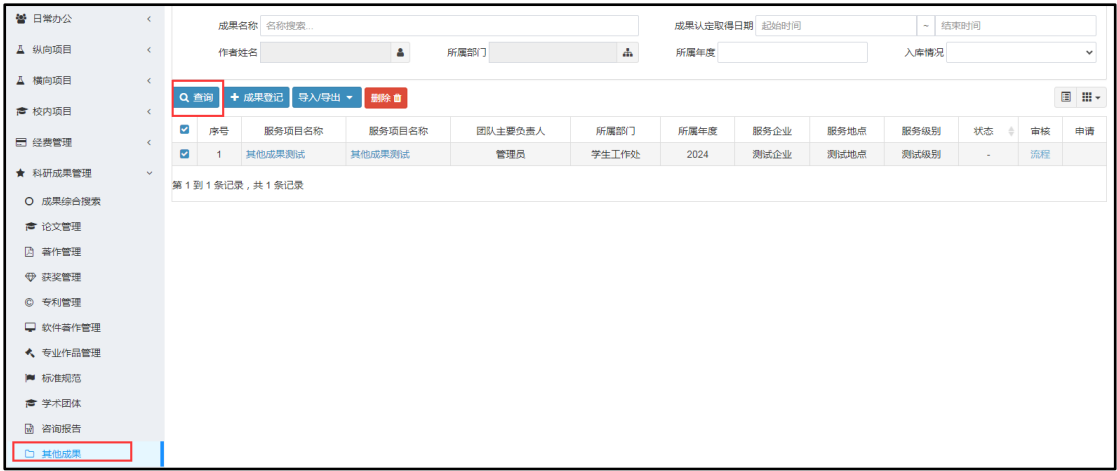 日常办公
纵向项目
横向项目
校内项目
经费管理
科研成果管理
成果综合搜索
论文管理
著作管理
获奖管理
专利管理
软件著作管理
专业作品管理
标准规范
学术团体
咨询报告
其他成果
成果名称 名称搜索... 成果认定取得日期 起始时间 ~ 结束时间
作者姓名 所属部门 所属年度 入库情况
查询 成果登记 导入/导出 删除
序号 服务项目名称 服务项目名称 团队主要负责人 所属部门 所属年度 服务企业 服务地点 服务级别 状态 审核 申请
1 其他成果测试 其他成果测试 管理员 学生工作处 2024 测试企业 测试地点 测试级别 - 流程
第 1 到 1 条记录，共 1 条记录